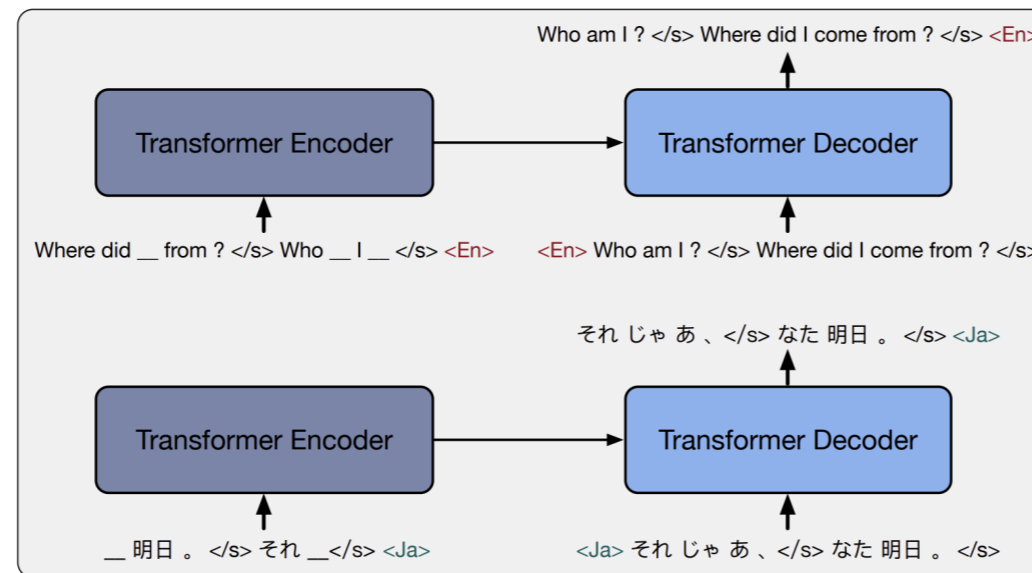 Who am I ? </s> Where did I come from ? </s> <En>
Transformer Encoder
Transformer Decoder
Where did __ from ? </s> Who __ I __ </s> <En>
<En> Who am I ? </s> Where did I come from ? </s>
それ じゃ あ 、</s> なた 明日 。 </s> <Ja>
Transformer Encoder
Transformer Decoder
__ 明日 。 </s> それ __</s> <Ja>
<Ja> それ じゃ あ 、</s> なた 明日 。 </s>